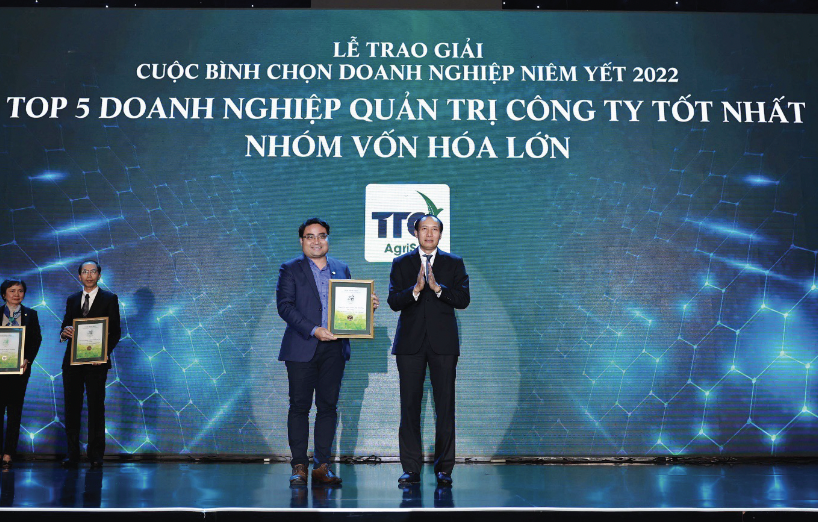 LỄ TRAO GIẢI
CUỘC BÌNH CHỌN DOANH NGHIỆP NIÊM YẾT 2022
TOP 5 DOANH NGHIỆP QUẢN TRỊ CÔNG TY TỐT NHẤT
NHÓM VỐN HÓA LỚN